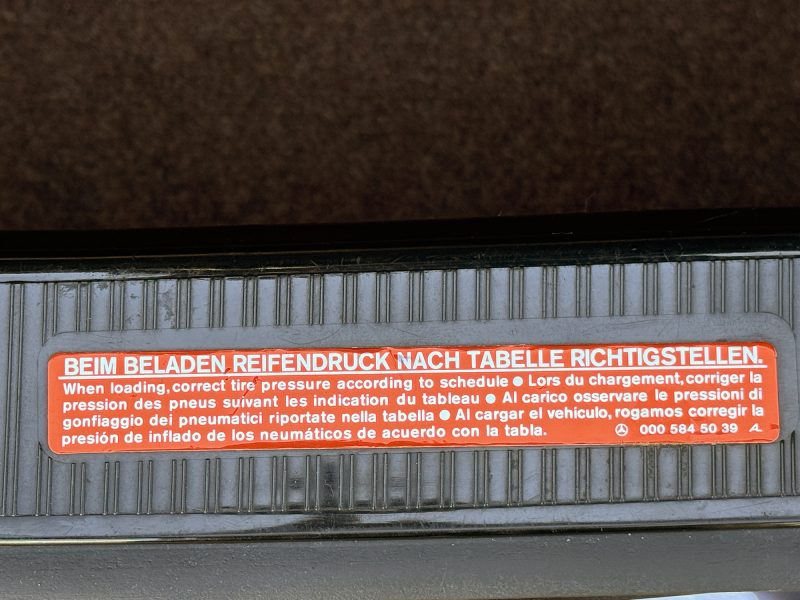 BEIM BELADEN REIFENDRUCK NACH TABELLE RICHTIGSTELLEN.
When loading, correct tire pressure according to schedule ● Lors du chargement, corriger la
pression des pneus suivant les indication du tableau ● Al carico osservare le pressioni di
gonfiaggio dei pneumatici riportate nella tabella ● Al cargar el vehiculo, rogamos corregir la
presión de inflado de los neumáticos de acuerdo con la tabla. 000 584 50 39